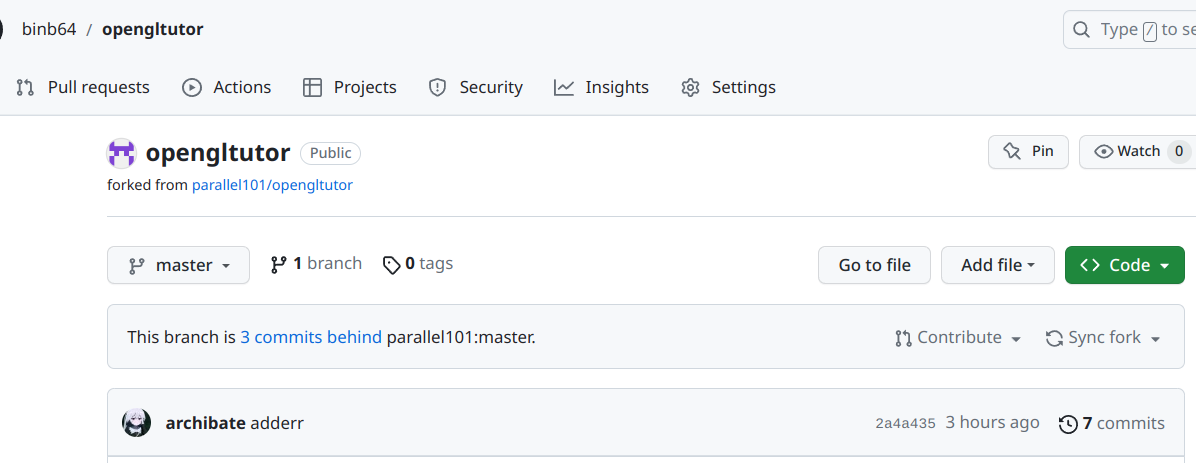 binb64 / opengltutor
Type / to se
Pull requests Actions Projects Security Insights Settings
opengltutor Public
Pin Watch 0
forked from parallel101/opengltutor
master 1 branch 0 tags Go to file Add file Code
This branch is 3 commits behind parallel101:master. Contribute Sync fork
archibate adderr 2a4a435 3 hours ago 7 commits